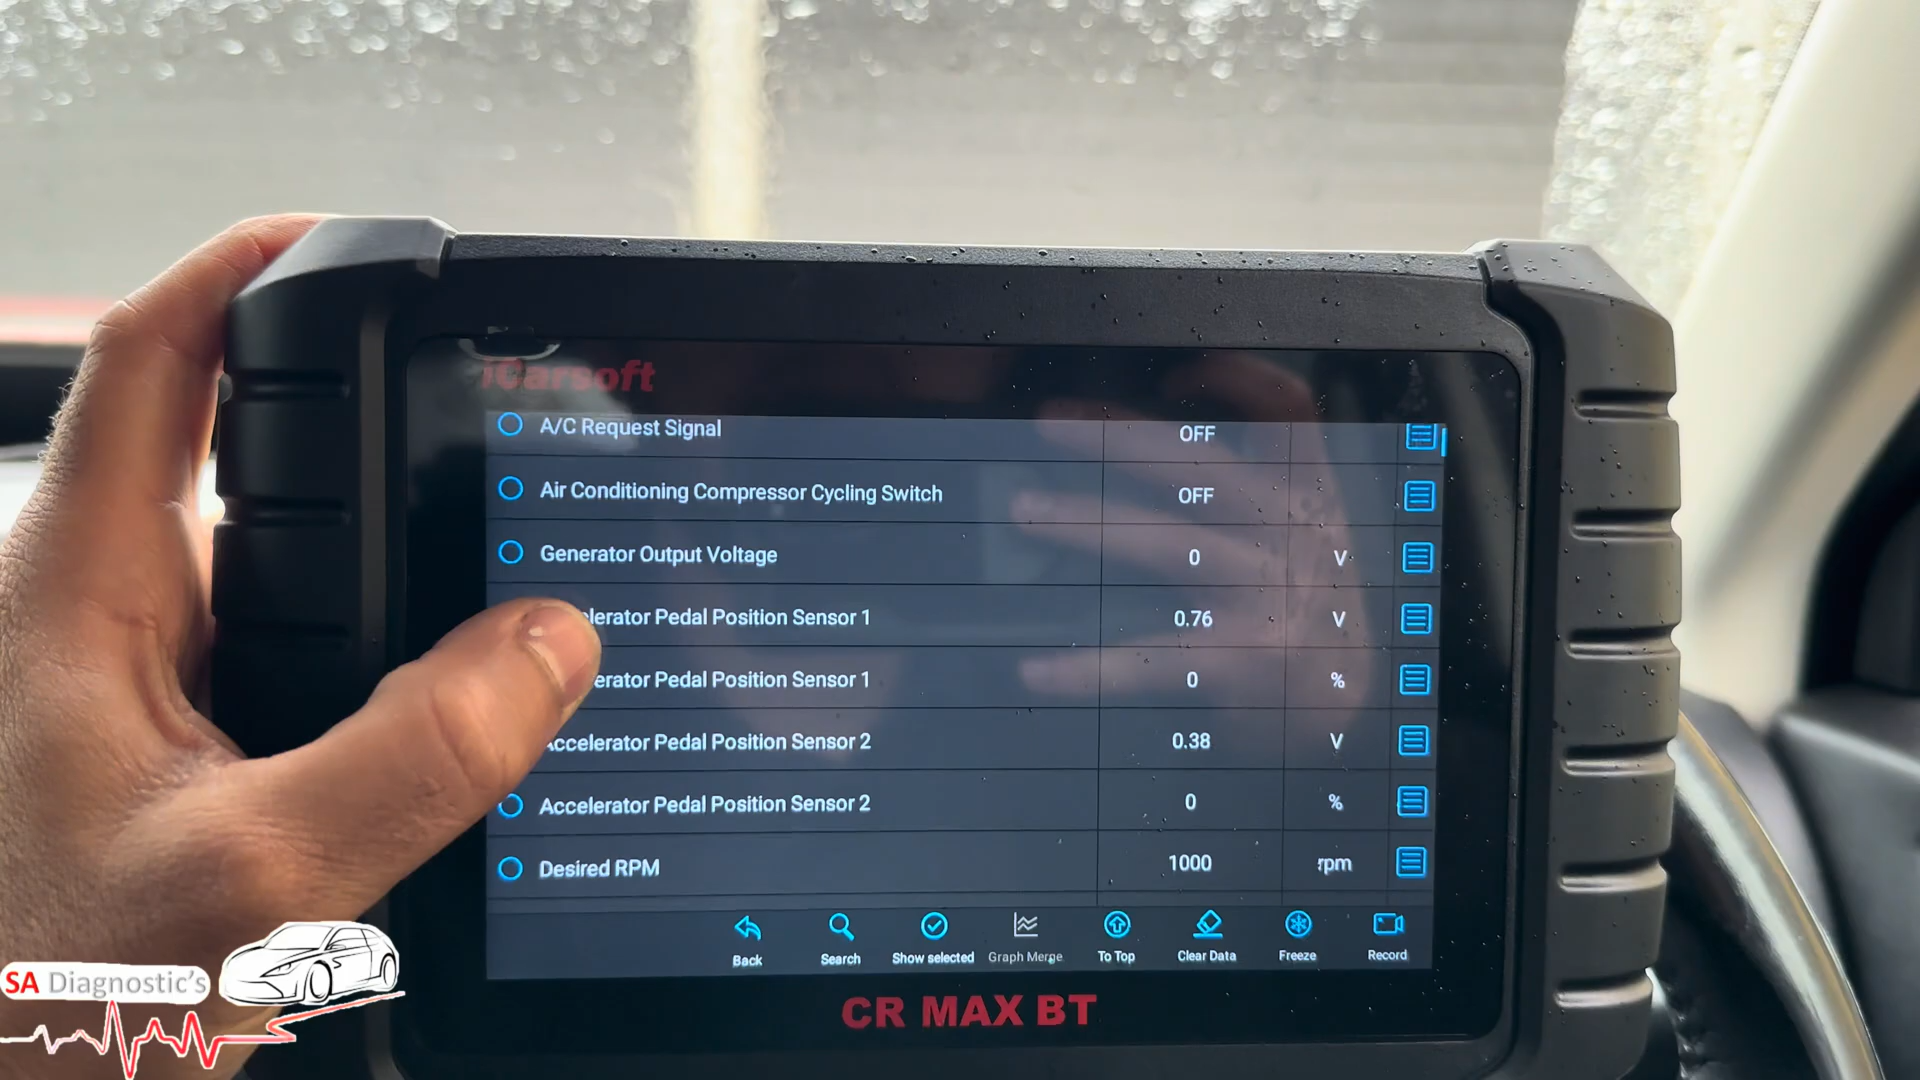 iCarsoft
A/C Request Signal OFF
Air Conditioning Compressor Cycling Switch OFF
Generator Output Voltage 0 V
lerator Pedal Position Sensor 1 0.76 V
erator Pedal Position Sensor 1 0 %
Accelerator Pedal Position Sensor 2 0.38 V
Accelerator Pedal Position Sensor 2 0 %
Desired RPM 1000 rpm
Back Search Show selected Graph Merge To Top Clear Data Freeze Record
CR MAX BT
SA Diagnostic's